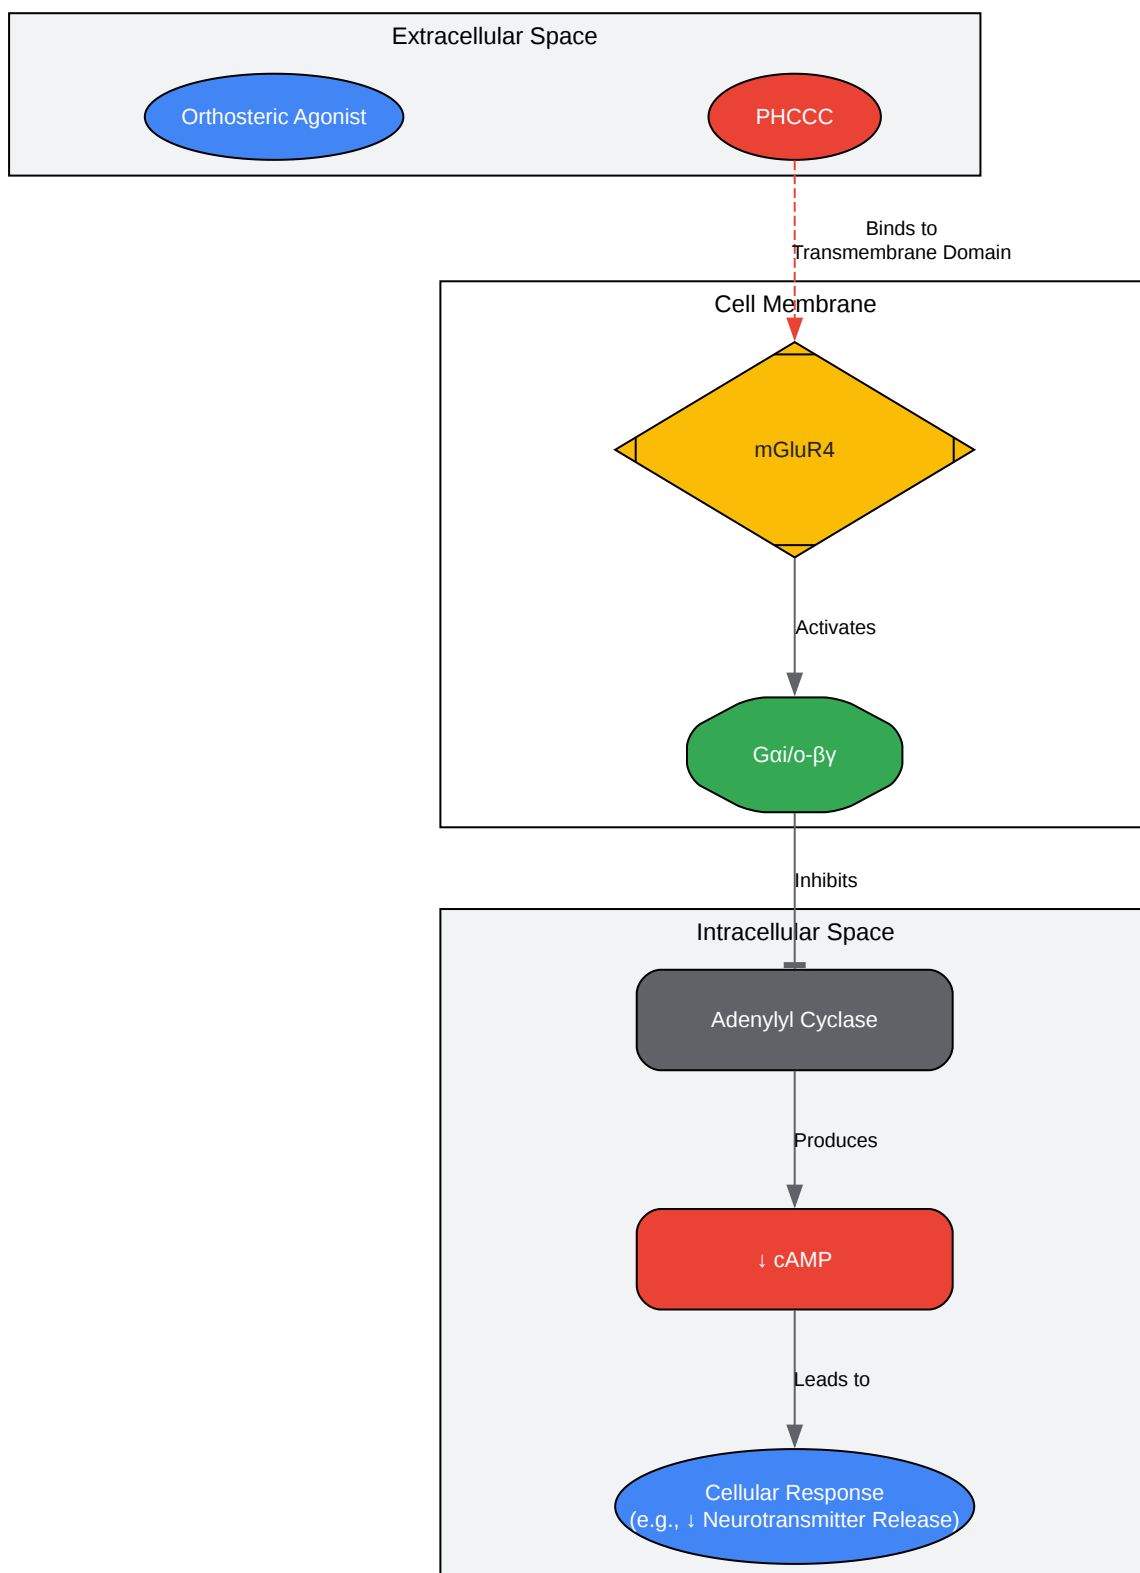 Extracellular Space
Orthosteric Agonist
PHCCC
Binds to
Transmembrane Domain
Cell Membrane
mGluR4
Activates
Gαi/o-βγ
Inhibits
Intracellular Space
Adenylyl Cyclase
Produces
↓ cAMP
Leads to
Cellular Response
(e.g., ↓ Neurotransmitter Release)